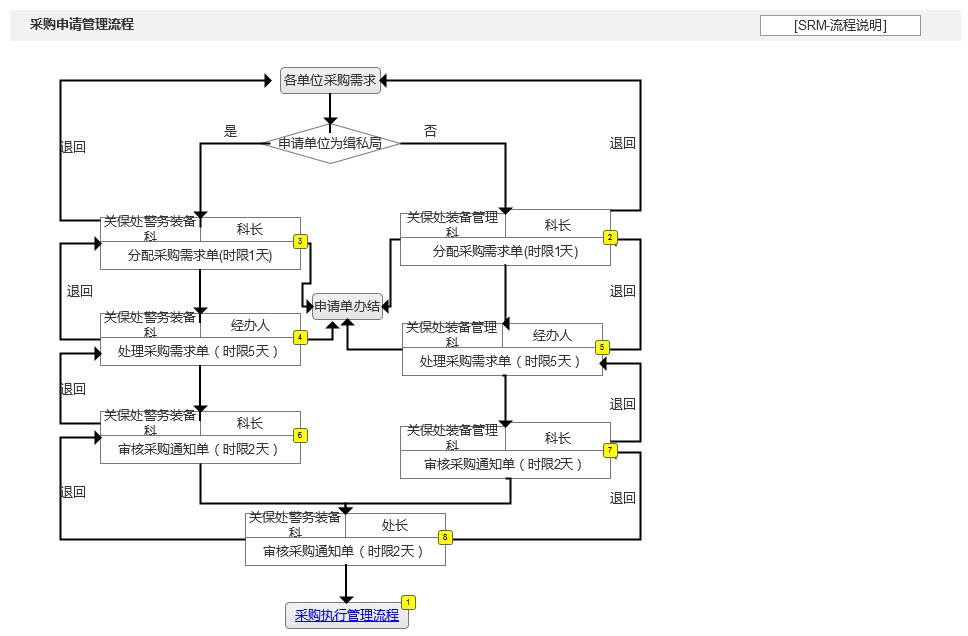 采购申请管理流程
[SRM-流程说明]
各单位采购需求
是
否
申请单位为缉私局
退回
退回
关保处警务装备
科
科长
3
分配采购需求单(时限1天)
关保处装备管理
科
科长
2
分配采购需求单(时限1天)
退回
退回
申请单办结
关保处警务装备
科
经办人
4
处理采购需求单（时限5天）
关保处装备管理
科
经办人
5
处理采购需求单（时限5天）
退回
退回
关保处警务装备
科
科长
6
审核采购通知单（时限2天）
关保处装备管理
科
科长
7
审核采购通知单（时限2天）
退回
退回
关保处警务装备
科
处长
8
审核采购通知单（时限2天）
采购执行管理流程
1